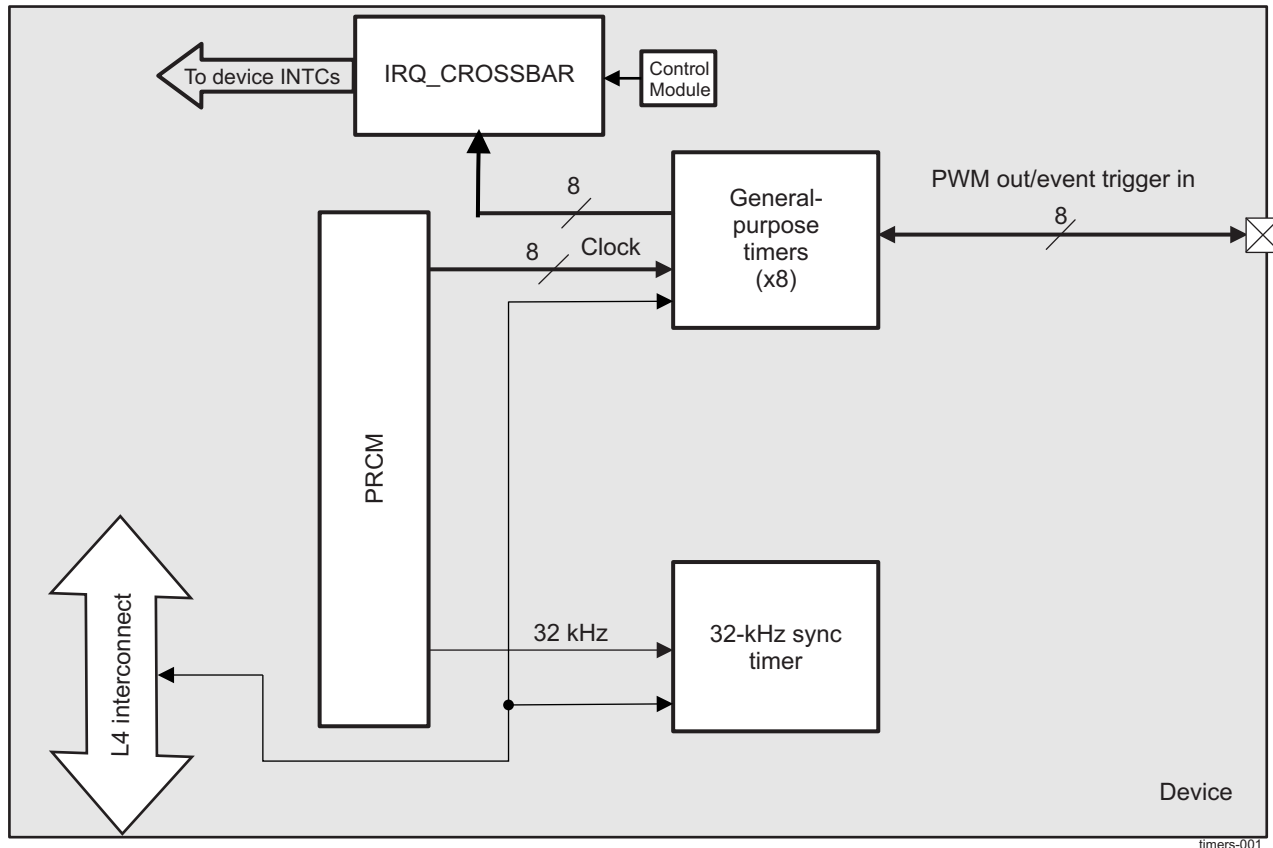 To device INTCs
IRQ_CROSSBAR
Control
Module
8
General-
purpose
timers
(x8)
PWM out/event trigger in
8
8
Clock
PRCM
32 kHz
32-kHz sync
timer
L4 interconnect
Device
timers-001